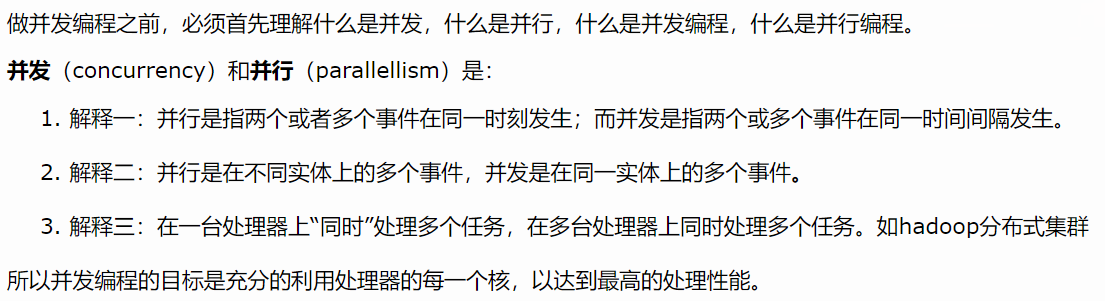 做并发编程之前，必须首先理解什么是并发，什么是并行，什么是并发编程，什么是并行编程。
并发（concurrency）和并行（parallellism）是：
1. 解释一：并行是指两个或者多个事件在同一时刻发生；而并发是指两个或多个事件在同一时间间隔发生。
2. 解释二：并行是在不同实体上的多个事件，并发是在同一实体上的多个事件。
3. 解释三：在一台处理器上“同时”处理多个任务，在多台处理器上同时处理多个任务。如hadoop分布式集群
所以并发编程的目标是充分的利用处理器的每一个核，以达到最高的处理性能。